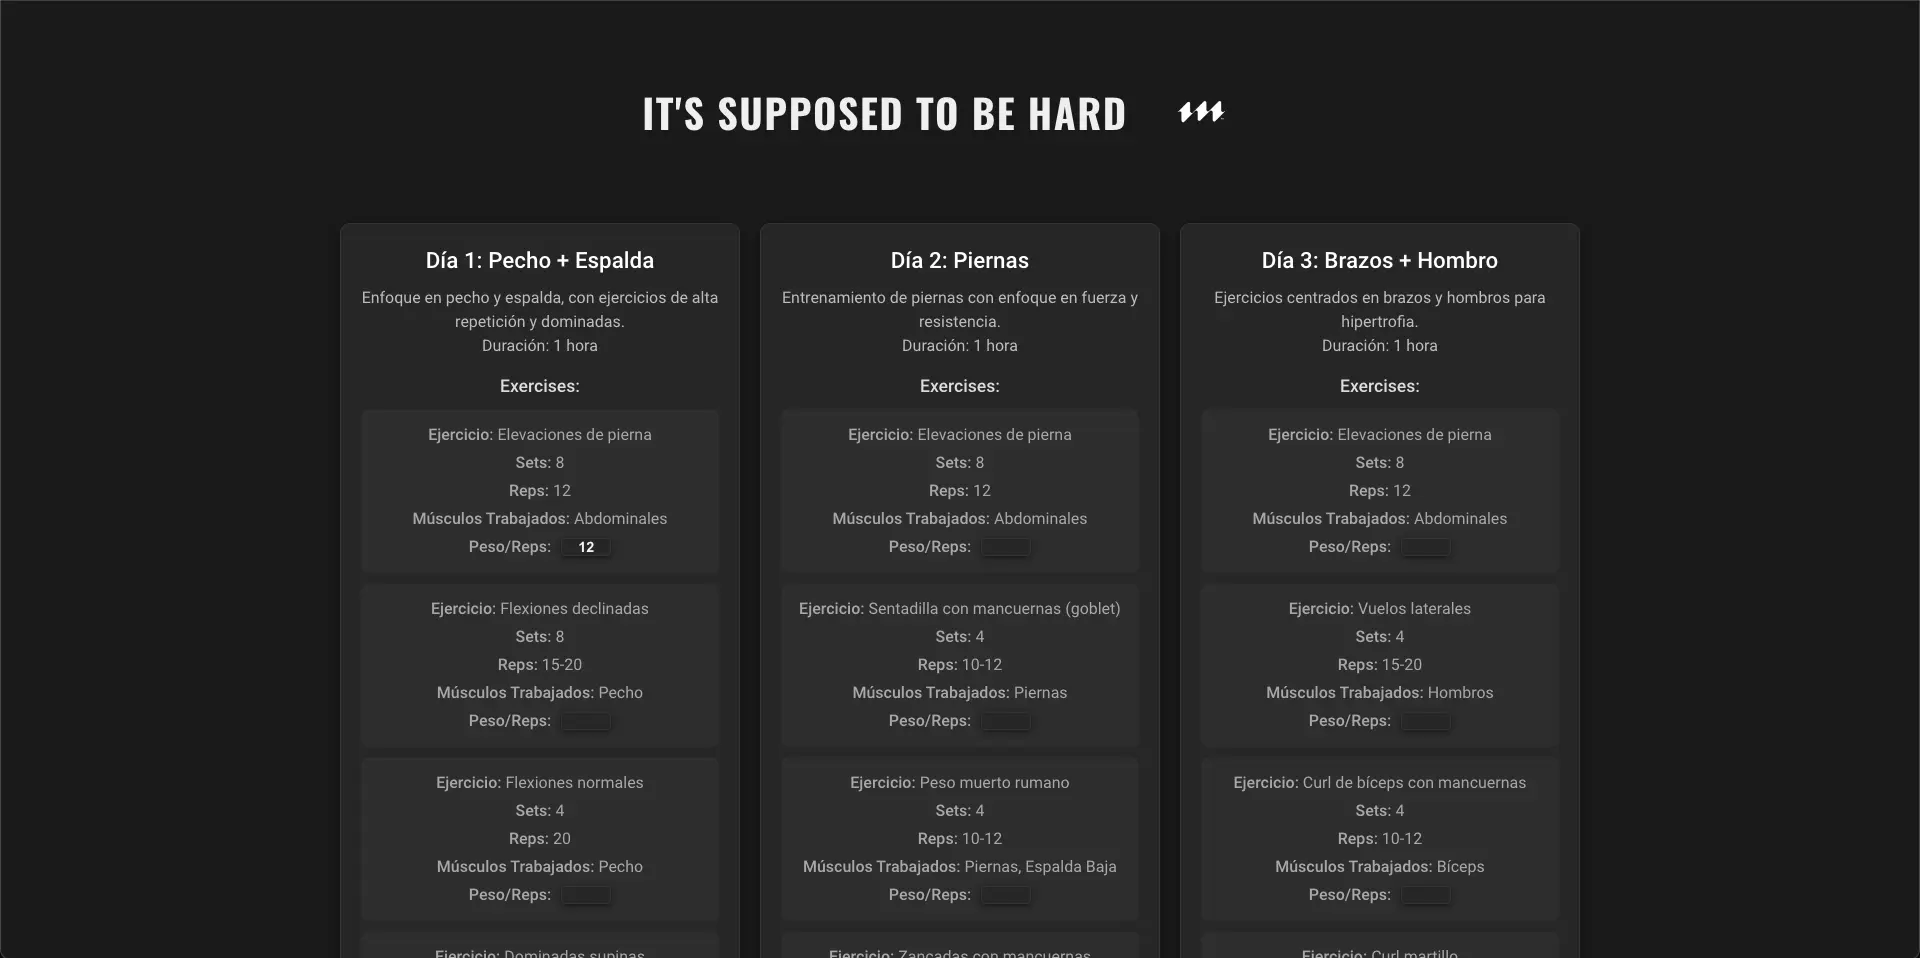 IT'S SUPPOSED TO BE HARD
Día 1: Pecho + Espalda
Enfoque en pecho y espalda, con ejercicios de alta
repetición y dominadas.
Duración: 1 hora
Exercises:
Ejercicio: Elevaciones de pierna
Sets: 8
Reps: 12
Músculos Trabajados: Abdominales
Peso/Reps: 12
Ejercicio: Flexiones declinadas
Sets: 8
Reps: 15-20
Músculos Trabajados: Pecho
Peso/Reps:
Ejercicio: Flexiones normales
Sets: 4
Reps: 20
Músculos Trabajados: Pecho
Peso/Reps:
Ejercicio: Dominadas supinas
Día 2: Piernas
Entrenamiento de piernas con enfoque en fuerza y
resistencia.
Duración: 1 hora
Exercises:
Ejercicio: Elevaciones de pierna
Sets: 8
Reps: 12
Músculos Trabajados: Abdominales
Peso/Reps:
Ejercicio: Sentadilla con mancuernas (goblet)
Sets: 4
Reps: 10-12
Músculos Trabajados: Piernas
Peso/Reps:
Ejercicio: Peso muerto rumano
Sets: 4
Reps: 10-12
Músculos Trabajados: Piernas, Espalda Baja
Peso/Reps:
Ejercicio: Zancadas con mancuernas
Día 3: Brazos + Hombro
Ejercicios centrados en brazos y hombros para
hipertrofia.
Duración: 1 hora
Exercises:
Ejercicio: Elevaciones de pierna
Sets: 8
Reps: 12
Músculos Trabajados: Abdominales
Peso/Reps:
Ejercicio: Vuelos laterales
Sets: 4
Reps: 15-20
Músculos Trabajados: Hombros
Peso/Reps:
Ejercicio: Curl de bíceps con mancuernas
Sets: 4
Reps: 10-12
Músculos Trabajados: Bíceps
Peso/Reps:
Ejercicio: Curl martillo